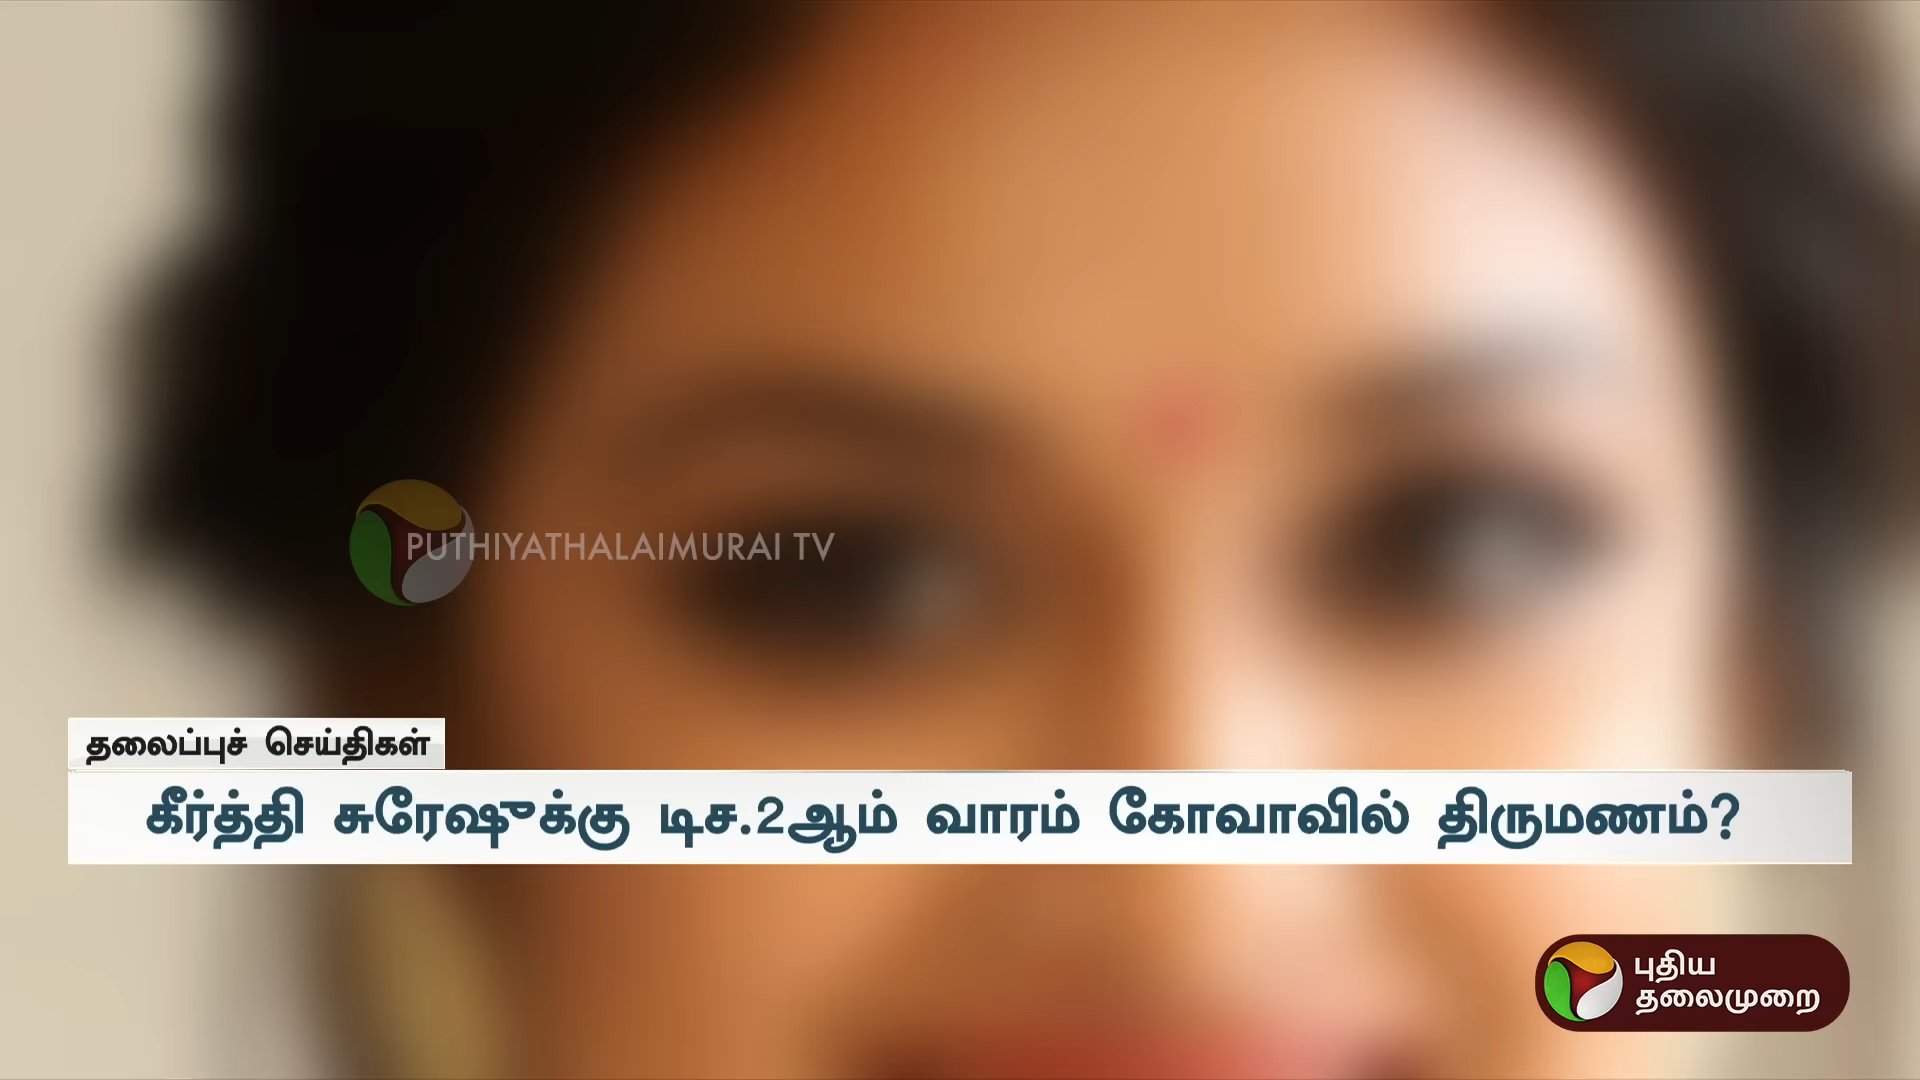 PUTHIYATHALAIMURAI TV
தலைப்புச் செய்திகள்
கீர்த்தி சுரேஷுக்கு டிச.2ஆம் வாரம் கோவாவில் திருமணம்?
புதிய
தலைமுறை